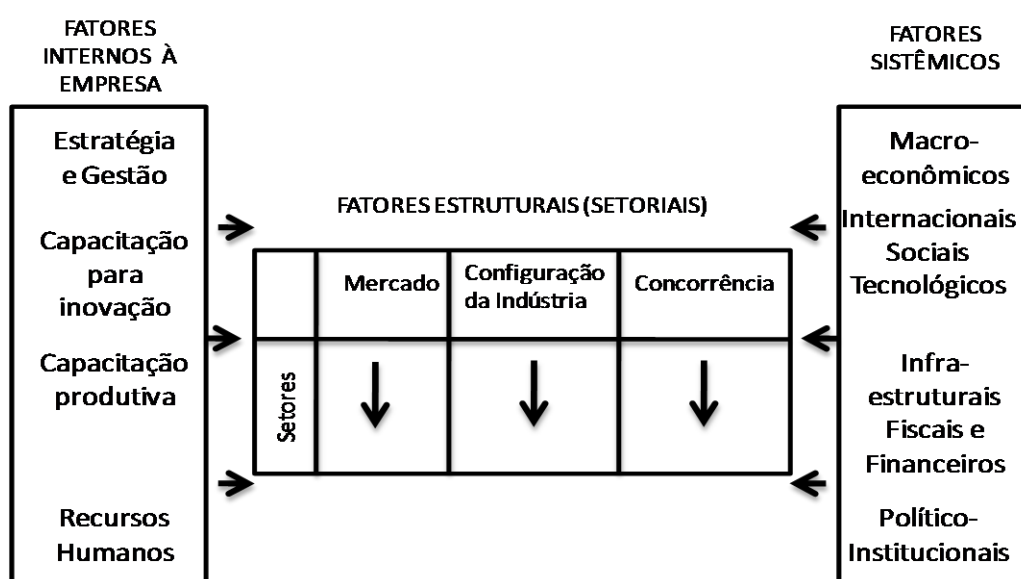 FATORES
INTERNOS À
EMPRESA
Estratégia
e Gestão
Capacitação
para
inovação
Capacitação
produtiva
Recursos
Humanos
FATORES ESTRUTURAIS (SETORIAIS)
Mercado
Configuração
da Indústria
Concorrência
Setores
FATORES
SISTÊMICOS
Macro-
econômicos
Internacionais
Sociais
Tecnológicos
Infra-
estruturais
Fiscais e
Financeiros
Político-
Institucionais